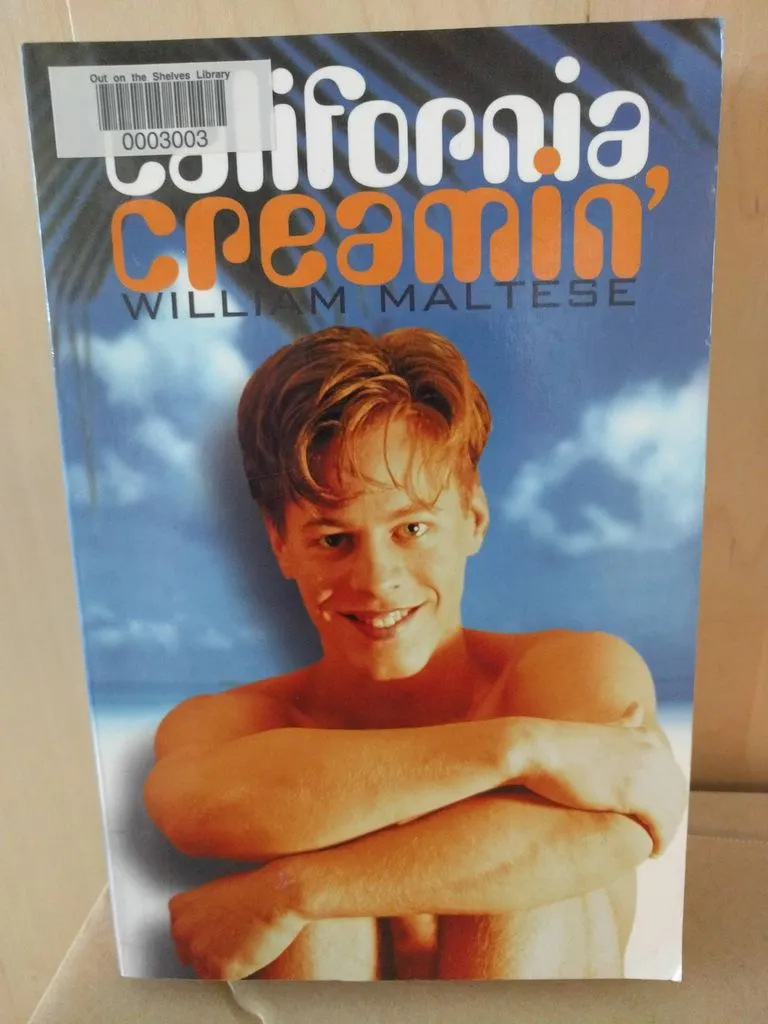 Out on the Shelves Library
0003003
california
creamin'
WILLIAM MALTESE